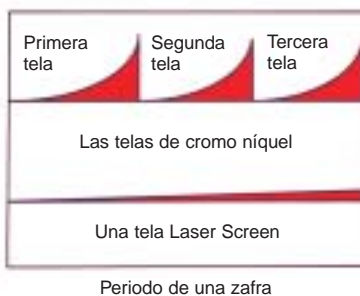 Primera
tela
Segunda
tela
Tercera
tela
Las telas de cromo níquel
Una tela Laser Screen
Periodo de una zafra